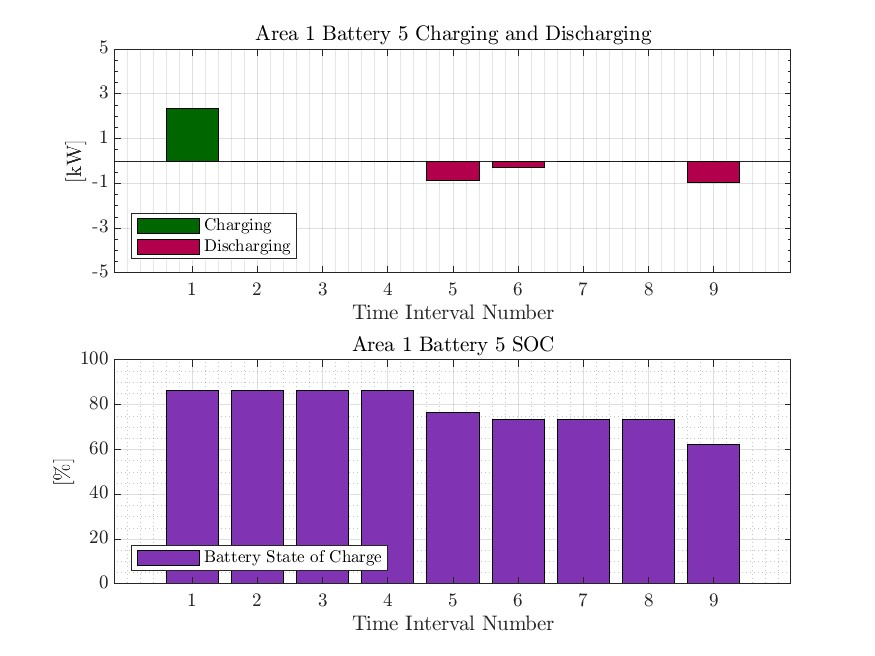 Area 1 Battery 5 Charging and Discharging
5
3
1
-1
-3
-5
[kW]
Charging
Discharging
1 2 3 4 5 6 7 8 9
Time Interval Number
Area 1 Battery 5 SOC
100
80
60
40
20
0
[%]
Battery State of Charge
1 2 3 4 5 6 7 8 9
Time Interval Number